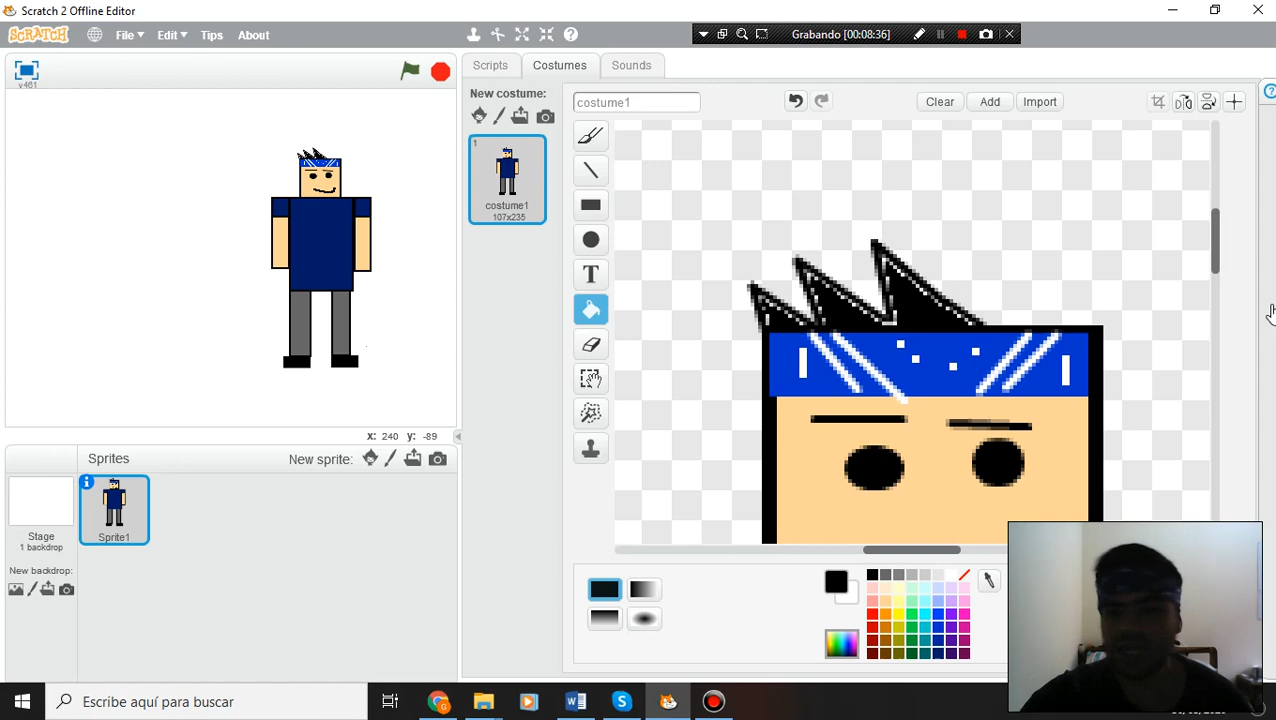 Scratch 2 Offline Editor
SCRATCH File Edit Tips About
Grabando [00:08:36]
v461
Scripts Costumes Sounds
New costume:
costume1
Clear Add Import
1
costume1
107x235
T
x: 240 y: -89
Sprites New sprite:
Stage
1 backdrop
Sprite1
New backdrop:
Escribe aquí para buscar